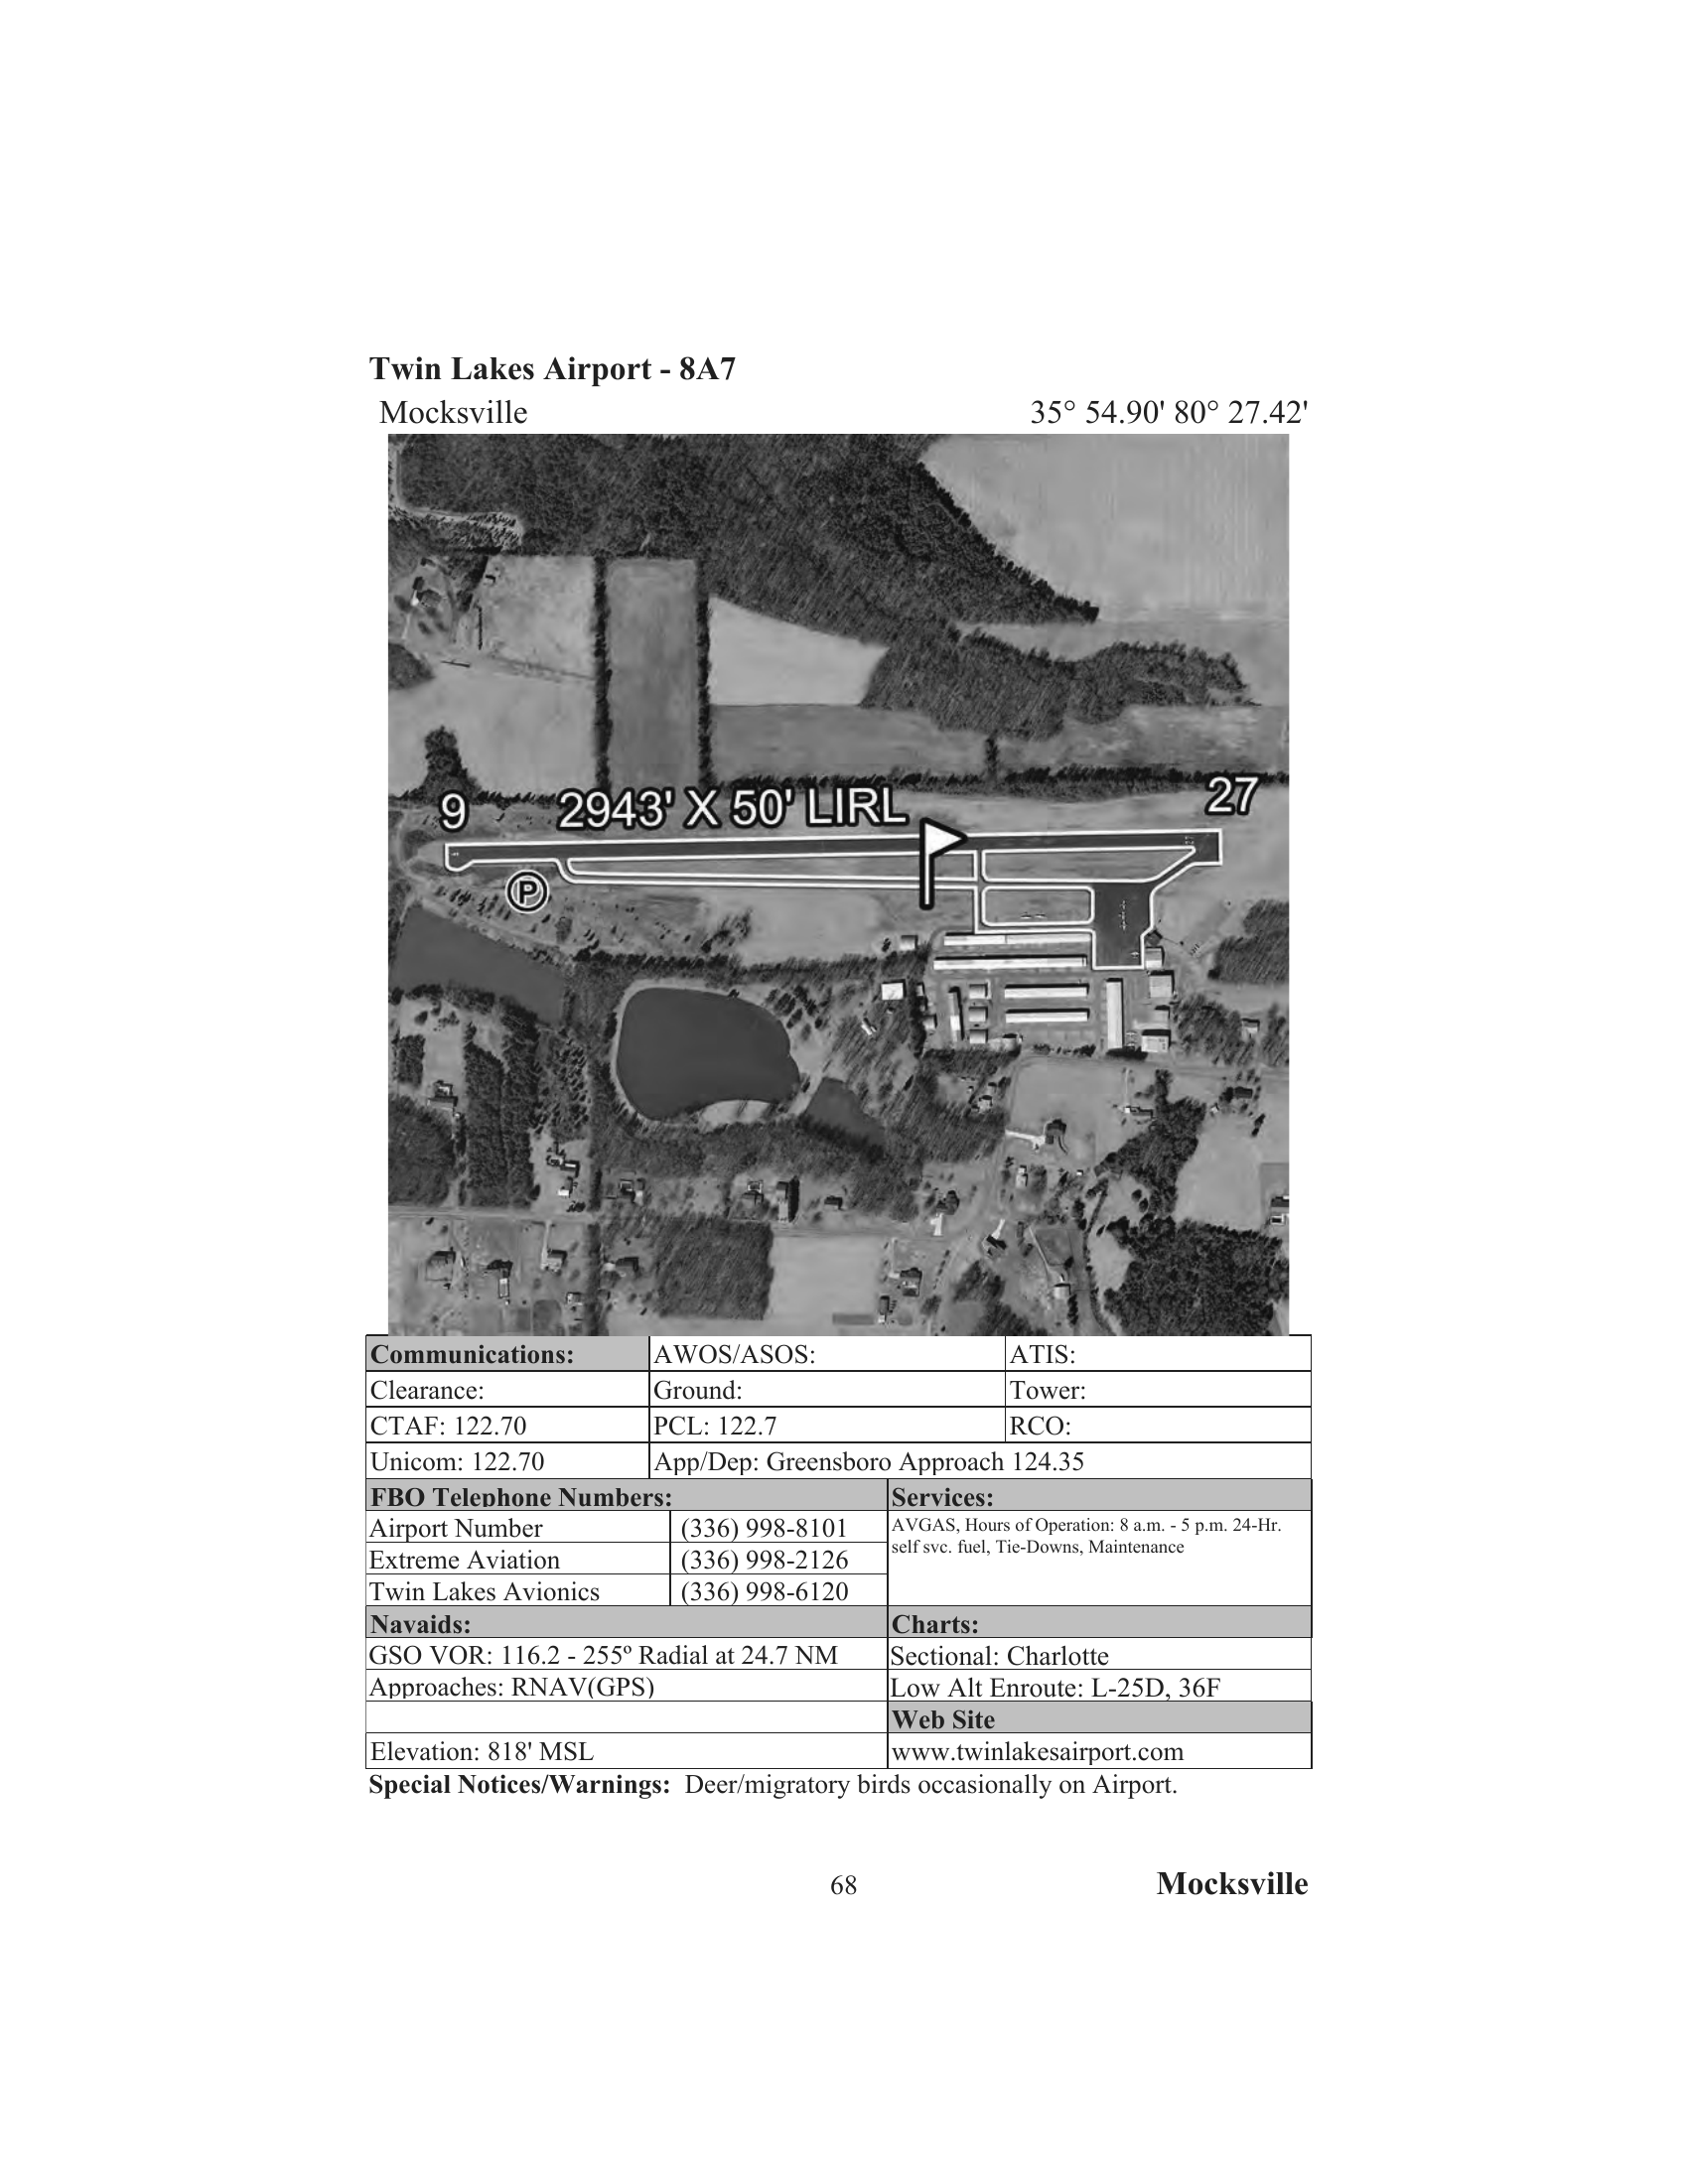 Twin Lakes Airport - 8A7
Mocksville 35° 54.90' 80° 27.42'
9 2943' X 50' LIRL 27
P
Communications: AWOS/ASOS: ATIS:
Clearance: Ground: Tower:
CTAF: 122.70 PCL: 122.7 RCO:
Unicom: 122.70 App/Dep: Greensboro Approach 124.35
FBO Telephone Numbers: Services:
Airport Number (336) 998-8101 AVGAS, Hours of Operation: 8 a.m. - 5 p.m. 24-Hr.
self svc. fuel, Tie-Downs, Maintenance
Extreme Aviation (336) 998-2126
Twin Lakes Avionics (336) 998-6120
Navaids: Charts:
GSO VOR: 116.2 - 255º Radial at 24.7 NM Sectional: Charlotte
Approaches: RNAV(GPS) Low Alt Enroute: L-25D, 36F
Web Site
Elevation: 818' MSL www.twinlakesairport.com
Special Notices/Warnings: Deer/migratory birds occasionally on Airport.
68 Mocksville